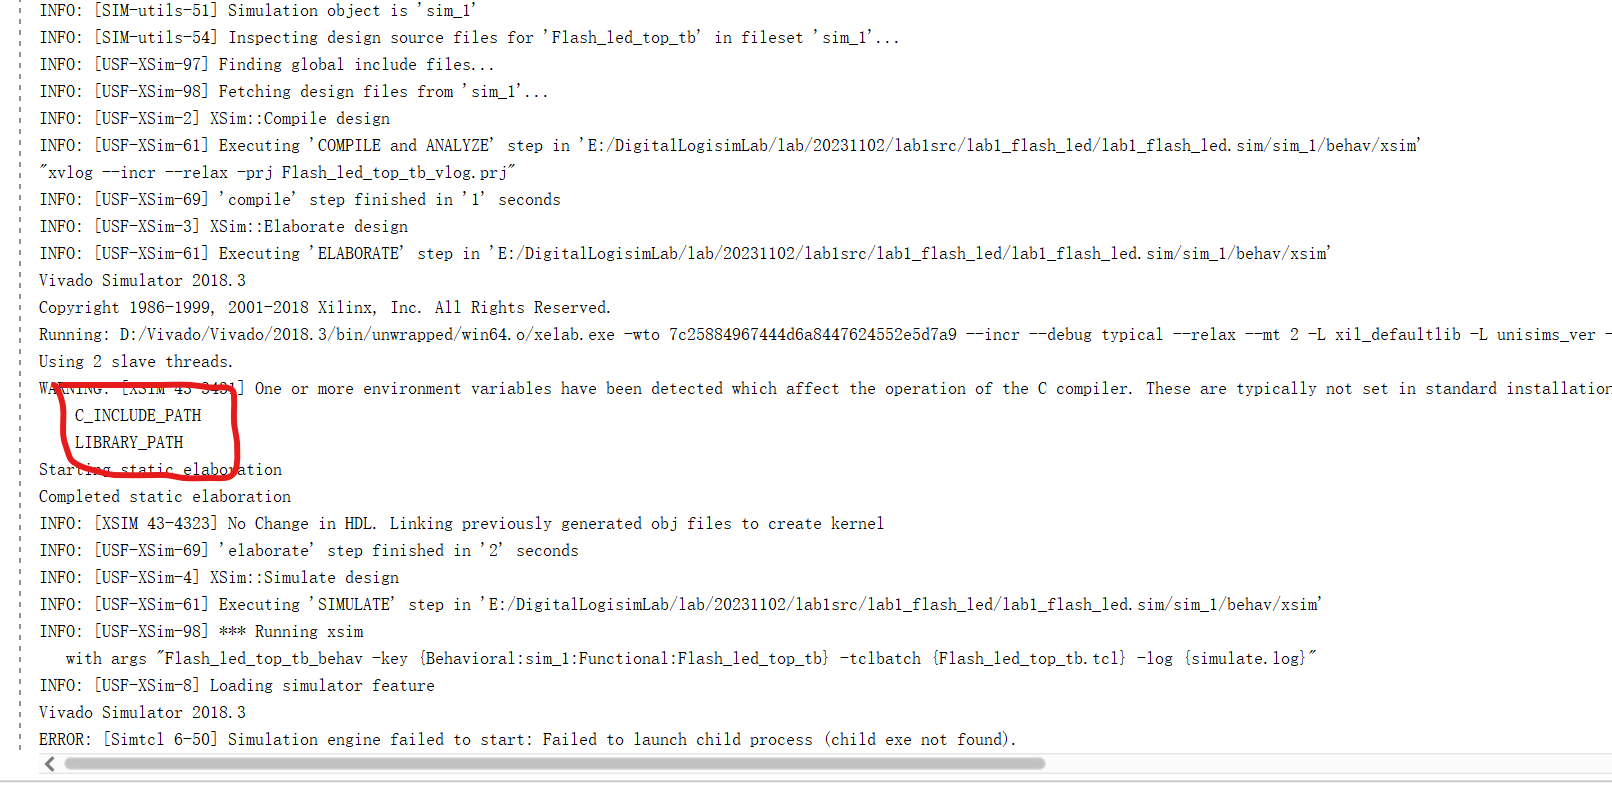 INFO: [SIM-utils-51] Simulation object is 'sim_1'
INFO: [SIM-utils-54] Inspecting design source files for 'Flash_led_top_tb' in fileset 'sim_1'...
INFO: [USF-XSim-97] Finding global include files...
INFO: [USF-XSim-98] Fetching design files from 'sim_1'...
INFO: [USF-XSim-2] XSim::Compile design
INFO: [USF-XSim-61] Executing 'COMPILE and ANALYZE' step in 'E:/DigitalLogisimLab/lab/20231102/lab1src/lab1_flash_led/lab1_flash_led.sim/sim_1/behav/xsim'
"xvlog --incr --relax -prj Flash_led_top_tb_vlog.prj"
INFO: [USF-XSim-69] 'compile' step finished in '1' seconds
INFO: [USF-XSim-3] XSim::Elaborate design
INFO: [USF-XSim-61] Executing 'ELABORATE' step in 'E:/DigitalLogisimLab/lab/20231102/lab1src/lab1_flash_led/lab1_flash_led.sim/sim_1/behav/xsim'
Vivado Simulator 2018.3
Copyright 1986-1999, 2001-2018 Xilinx, Inc. All Rights Reserved.
Running: D:/Vivado/Vivado/2018.3/bin/unwrapped/win64.o/xelab.exe -wto 7c25884967444d6a8447624552e5d7a9 --incr --debug typical --relax --mt 2 -L xil_defaultlib -L unisims_ver -
Using 2 slave threads.
WARNING: [XSIM 43-3431] One or more environment variables have been detected which affect the operation of the C compiler. These are typically not set in standard installation
C_INCLUDE_PATH
LIBRARY_PATH
Starting static elaboration
Completed static elaboration
INFO: [XSIM 43-4323] No Change in HDL. Linking previously generated obj files to create kernel
INFO: [USF-XSim-69] 'elaborate' step finished in '2' seconds
INFO: [USF-XSim-4] XSim::Simulate design
INFO: [USF-XSim-61] Executing 'SIMULATE' step in 'E:/DigitalLogisimLab/lab/20231102/lab1src/lab1_flash_led/lab1_flash_led.sim/sim_1/behav/xsim'
INFO: [USF-XSim-98] *** Running xsim
with args "Flash_led_top_tb_behav -key {Behavioral:sim_1:Functional:Flash_led_top_tb} -tclbatch {Flash_led_top_tb.tcl} -log {simulate.log}"
INFO: [USF-XSim-8] Loading simulator feature
Vivado Simulator 2018.3
ERROR: [Simtcl 6-50] Simulation engine failed to start: Failed to launch child process (child exe not found).